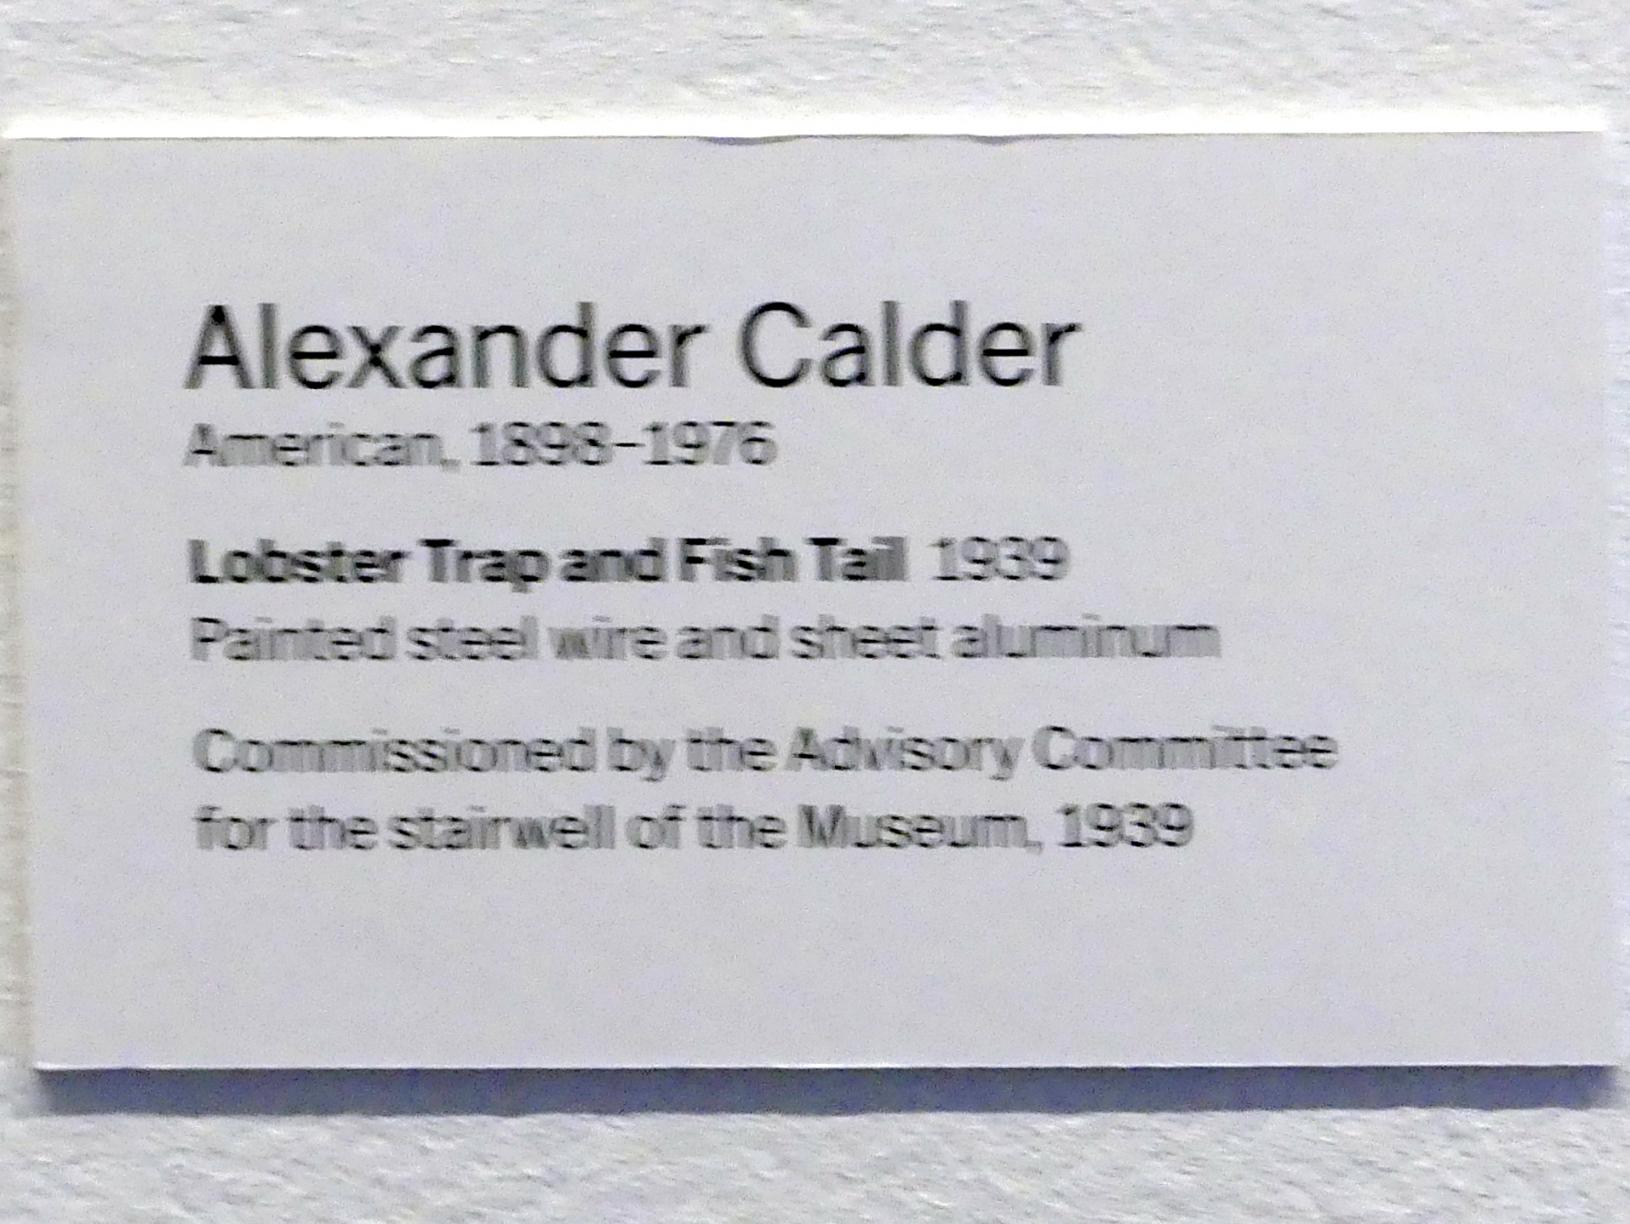 Alexander Calder
American, 1898–1976
Lobster Trap and Fish Tail 1939
Painted steel wire and sheet aluminum
Commissioned by the Advisory Committee
for the stairwell of the Museum, 1939